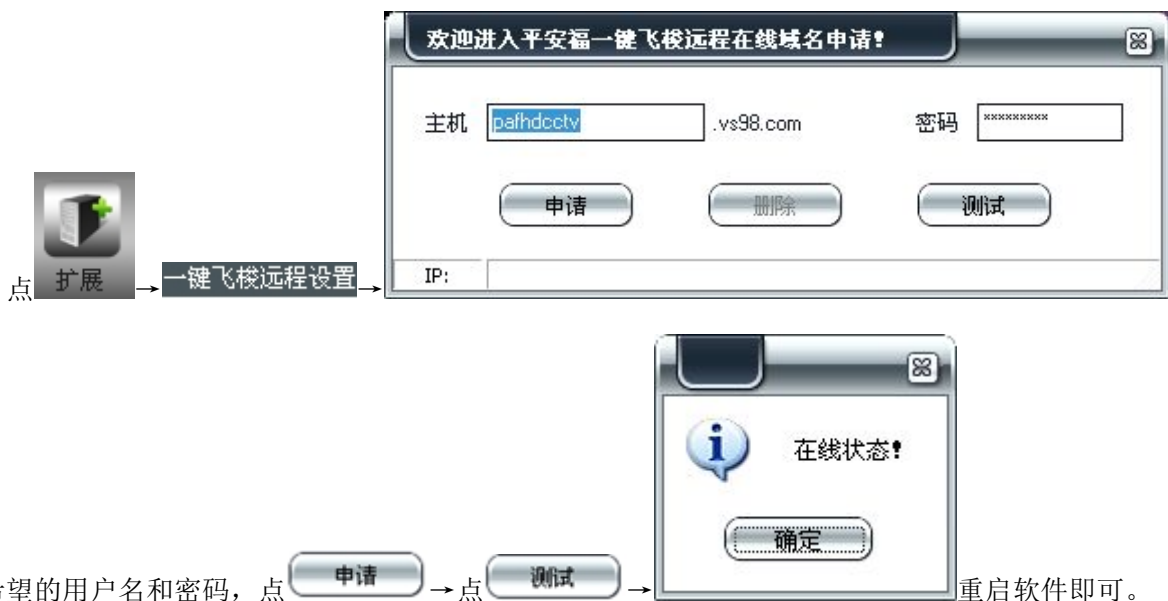 欢迎进入平安福一键飞梭远程在线域名申请!
主机 pafhdcctv .vs98.com 密码 *********
申请 删除 测试
点 扩展 → 一键飞梭远程设置 → IP:
在线状态!
确定
望的用户名和密码，点 申请 →点 测试 → 重启软件即可。